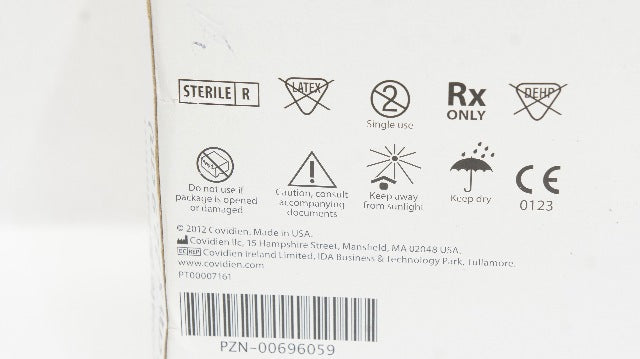 STERILE R LATEX 2 Rx ONLY DEHP
Single use
Do not use if package is opened or damaged
Caution, consult accompanying documents
Keep away from sunlight
Keep dry
CE 0123
© 2012 Covidien. Made in USA.
Covidien llc, 15 Hampshire Street, Mansfield, MA 02048 USA.
EC REP Covidien Ireland Limited, IDA Business & Technology Park, Tullamore.
www.covidien.com
PT00007161
PZN-00696059